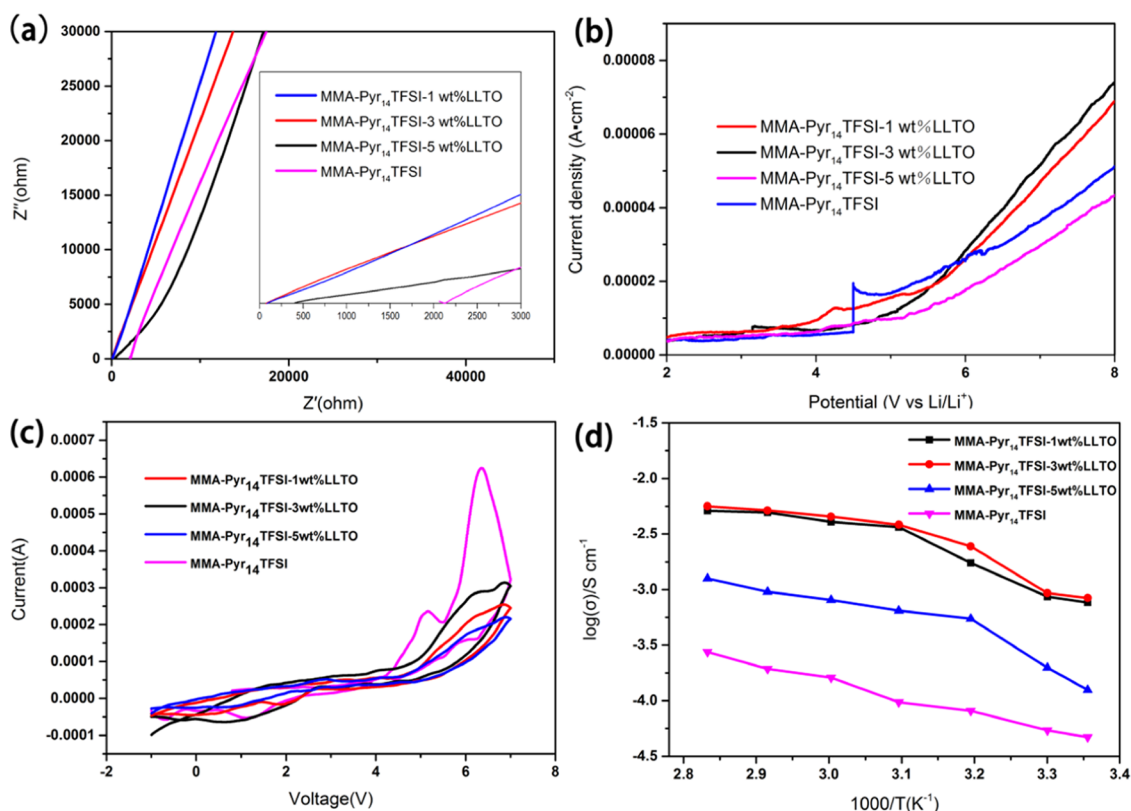 (a)
30000
25000
20000
15000
10000
5000
0
Z''(ohm)
MMA-Pyr₁₄TFSI-1 wt%LLTO
MMA-Pyr₁₄TFSI-3 wt%LLTO
MMA-Pyr₁₄TFSI-5 wt%LLTO
MMA-Pyr₁₄TFSI
0 500 1000 1500 2000 2500 3000
0 20000 40000
Z'(ohm)
(b)
0.00006
0.00004
0.00002
0.00000
Current density (A•cm⁻²)
MMA-Pyr₁₄TFSI-1 wt%LLTO
MMA-Pyr₁₄TFSI-3 wt%LLTO
MMA-Pyr₁₄TFSI-5 wt%LLTO
MMA-Pyr₁₄TFSI
2 4 6 8
Potential (V vs Li/Li⁺)
(c)
0.0007
0.0006
0.0005
0.0004
0.0003
0.0002
0.0001
0.0000
-0.0001
Current(A)
MMA-Pyr₁₄TFSI-1wt%LLTO
MMA-Pyr₁₄TFSI-3wt%LLTO
MMA-Pyr₁₄TFSI-5wt%LLTO
MMA-Pyr₁₄TFSI
-2 0 2 4 6 8
Voltage(V)
(d)
-1.5
-2.0
-2.5
-3.0
-3.5
-4.0
-4.5
log(σ)/S cm⁻¹
MMA-Pyr₁₄TFSI-1wt%LLTO
MMA-Pyr₁₄TFSI-3wt%LLTO
MMA-Pyr₁₄TFSI-5wt%LLTO
MMA-Pyr₁₄TFSI
2.8 2.9 3.0 3.1 3.2 3.3 3.4
1000/T(K⁻¹)